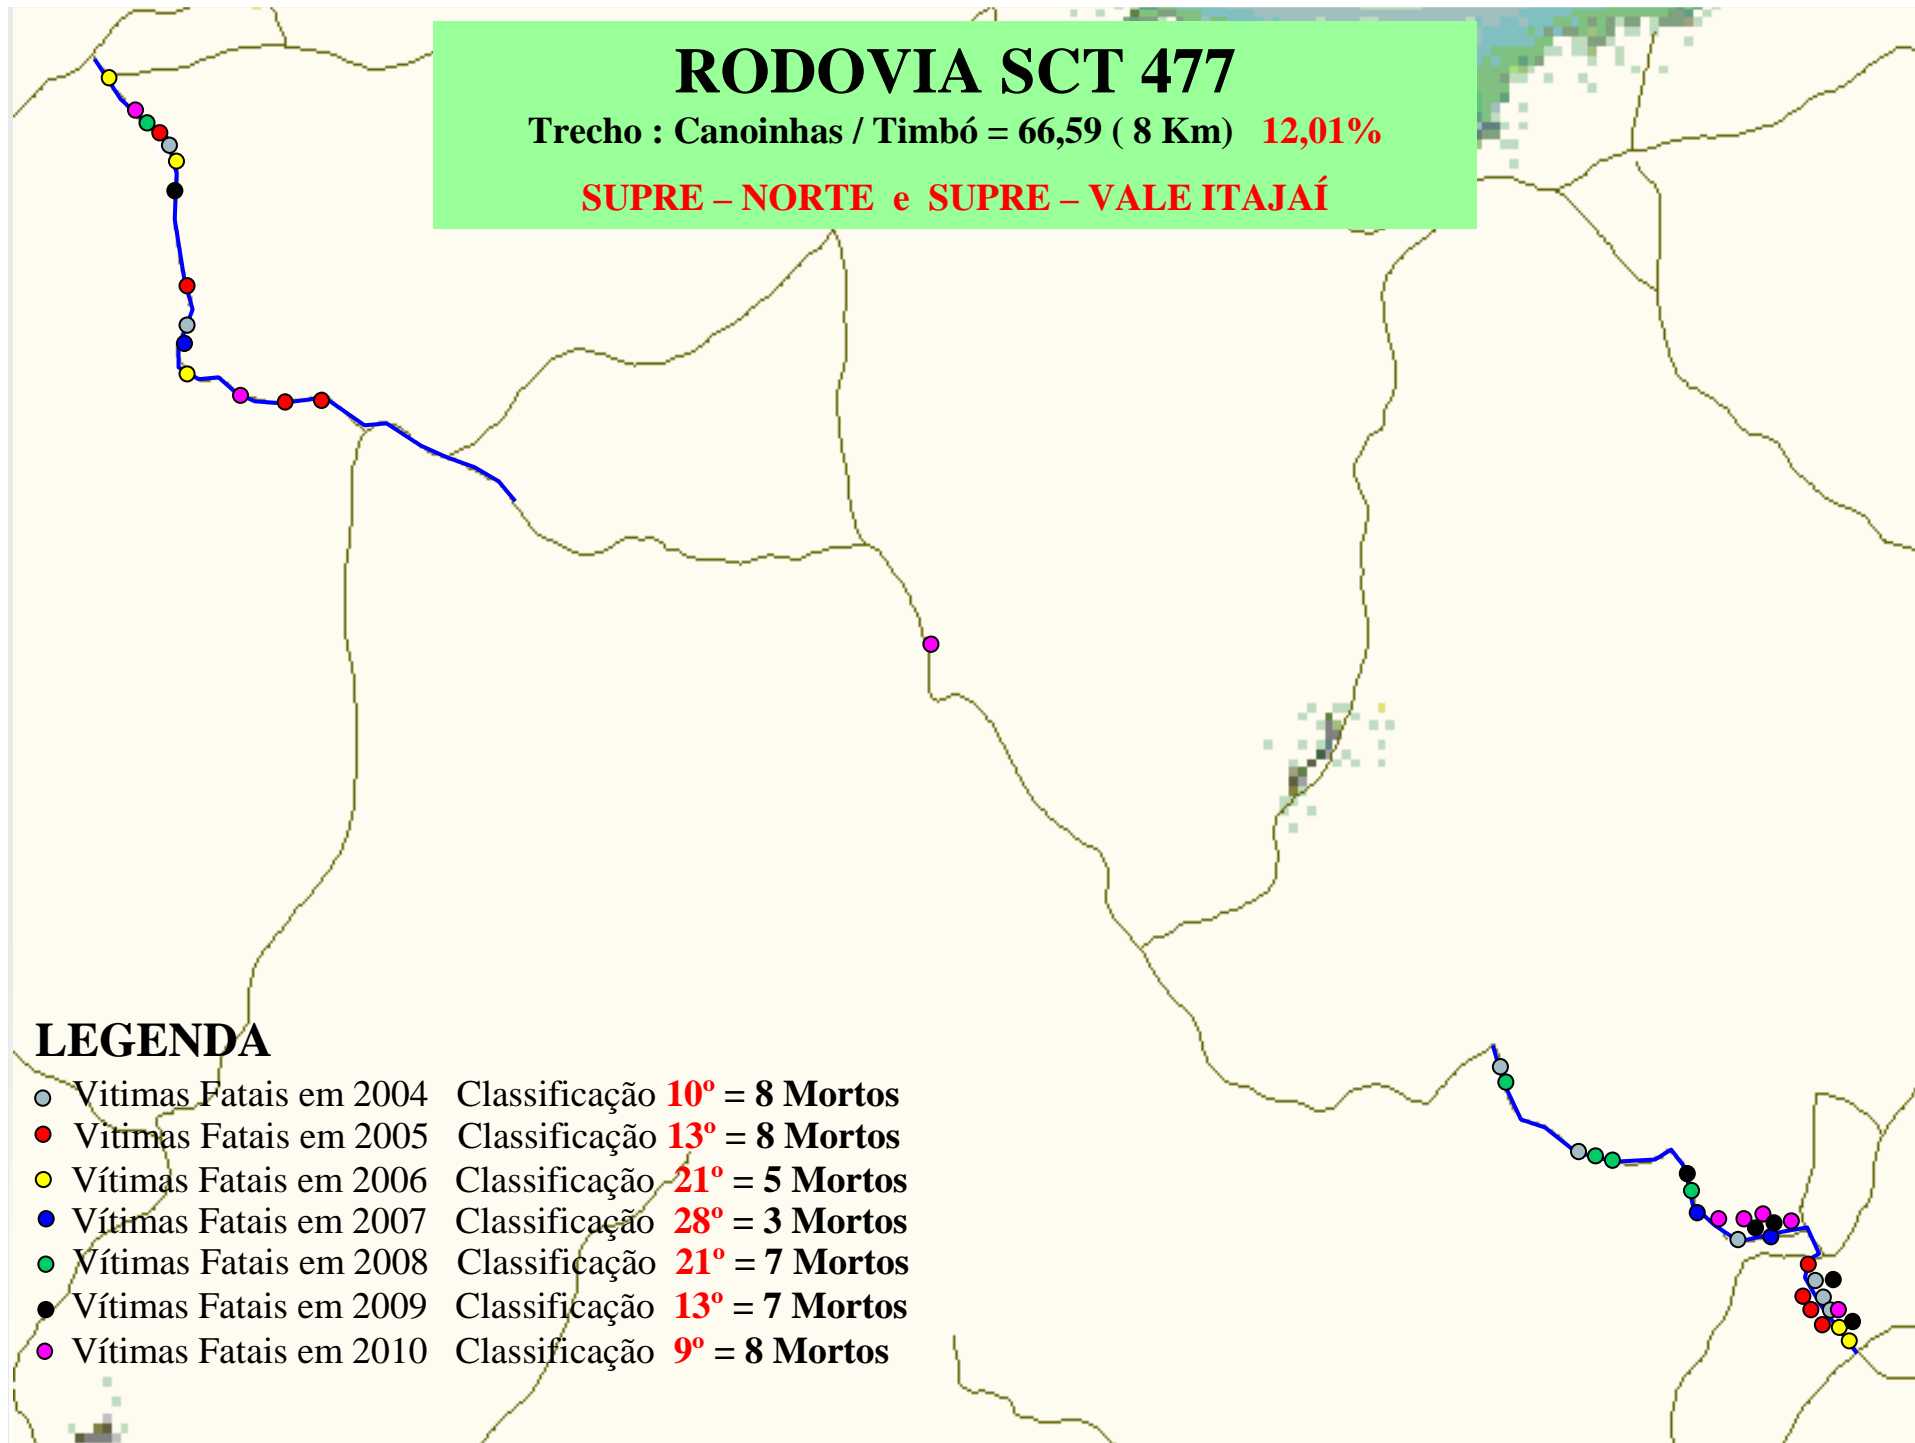 RODOVIA SCT 477
Trecho : Canoinhas / Timbó = 66,59 ( 8 Km) 12,01%
SUPRE – NORTE e SUPRE – VALE ITAJAÍ
LEGENDA
Vitimas Fatais em 2004 Classificação 10º = 8 Mortos
Vitimas Fatais em 2005 Classificação 13º = 8 Mortos
Vítimas Fatais em 2006 Classificação 21º = 5 Mortos
Vítimas Fatais em 2007 Classificação 28º = 3 Mortos
Vítimas Fatais em 2008 Classificação 21º = 7 Mortos
Vítimas Fatais em 2009 Classificação 13º = 7 Mortos
Vítimas Fatais em 2010 Classificação 9º = 8 Mortos